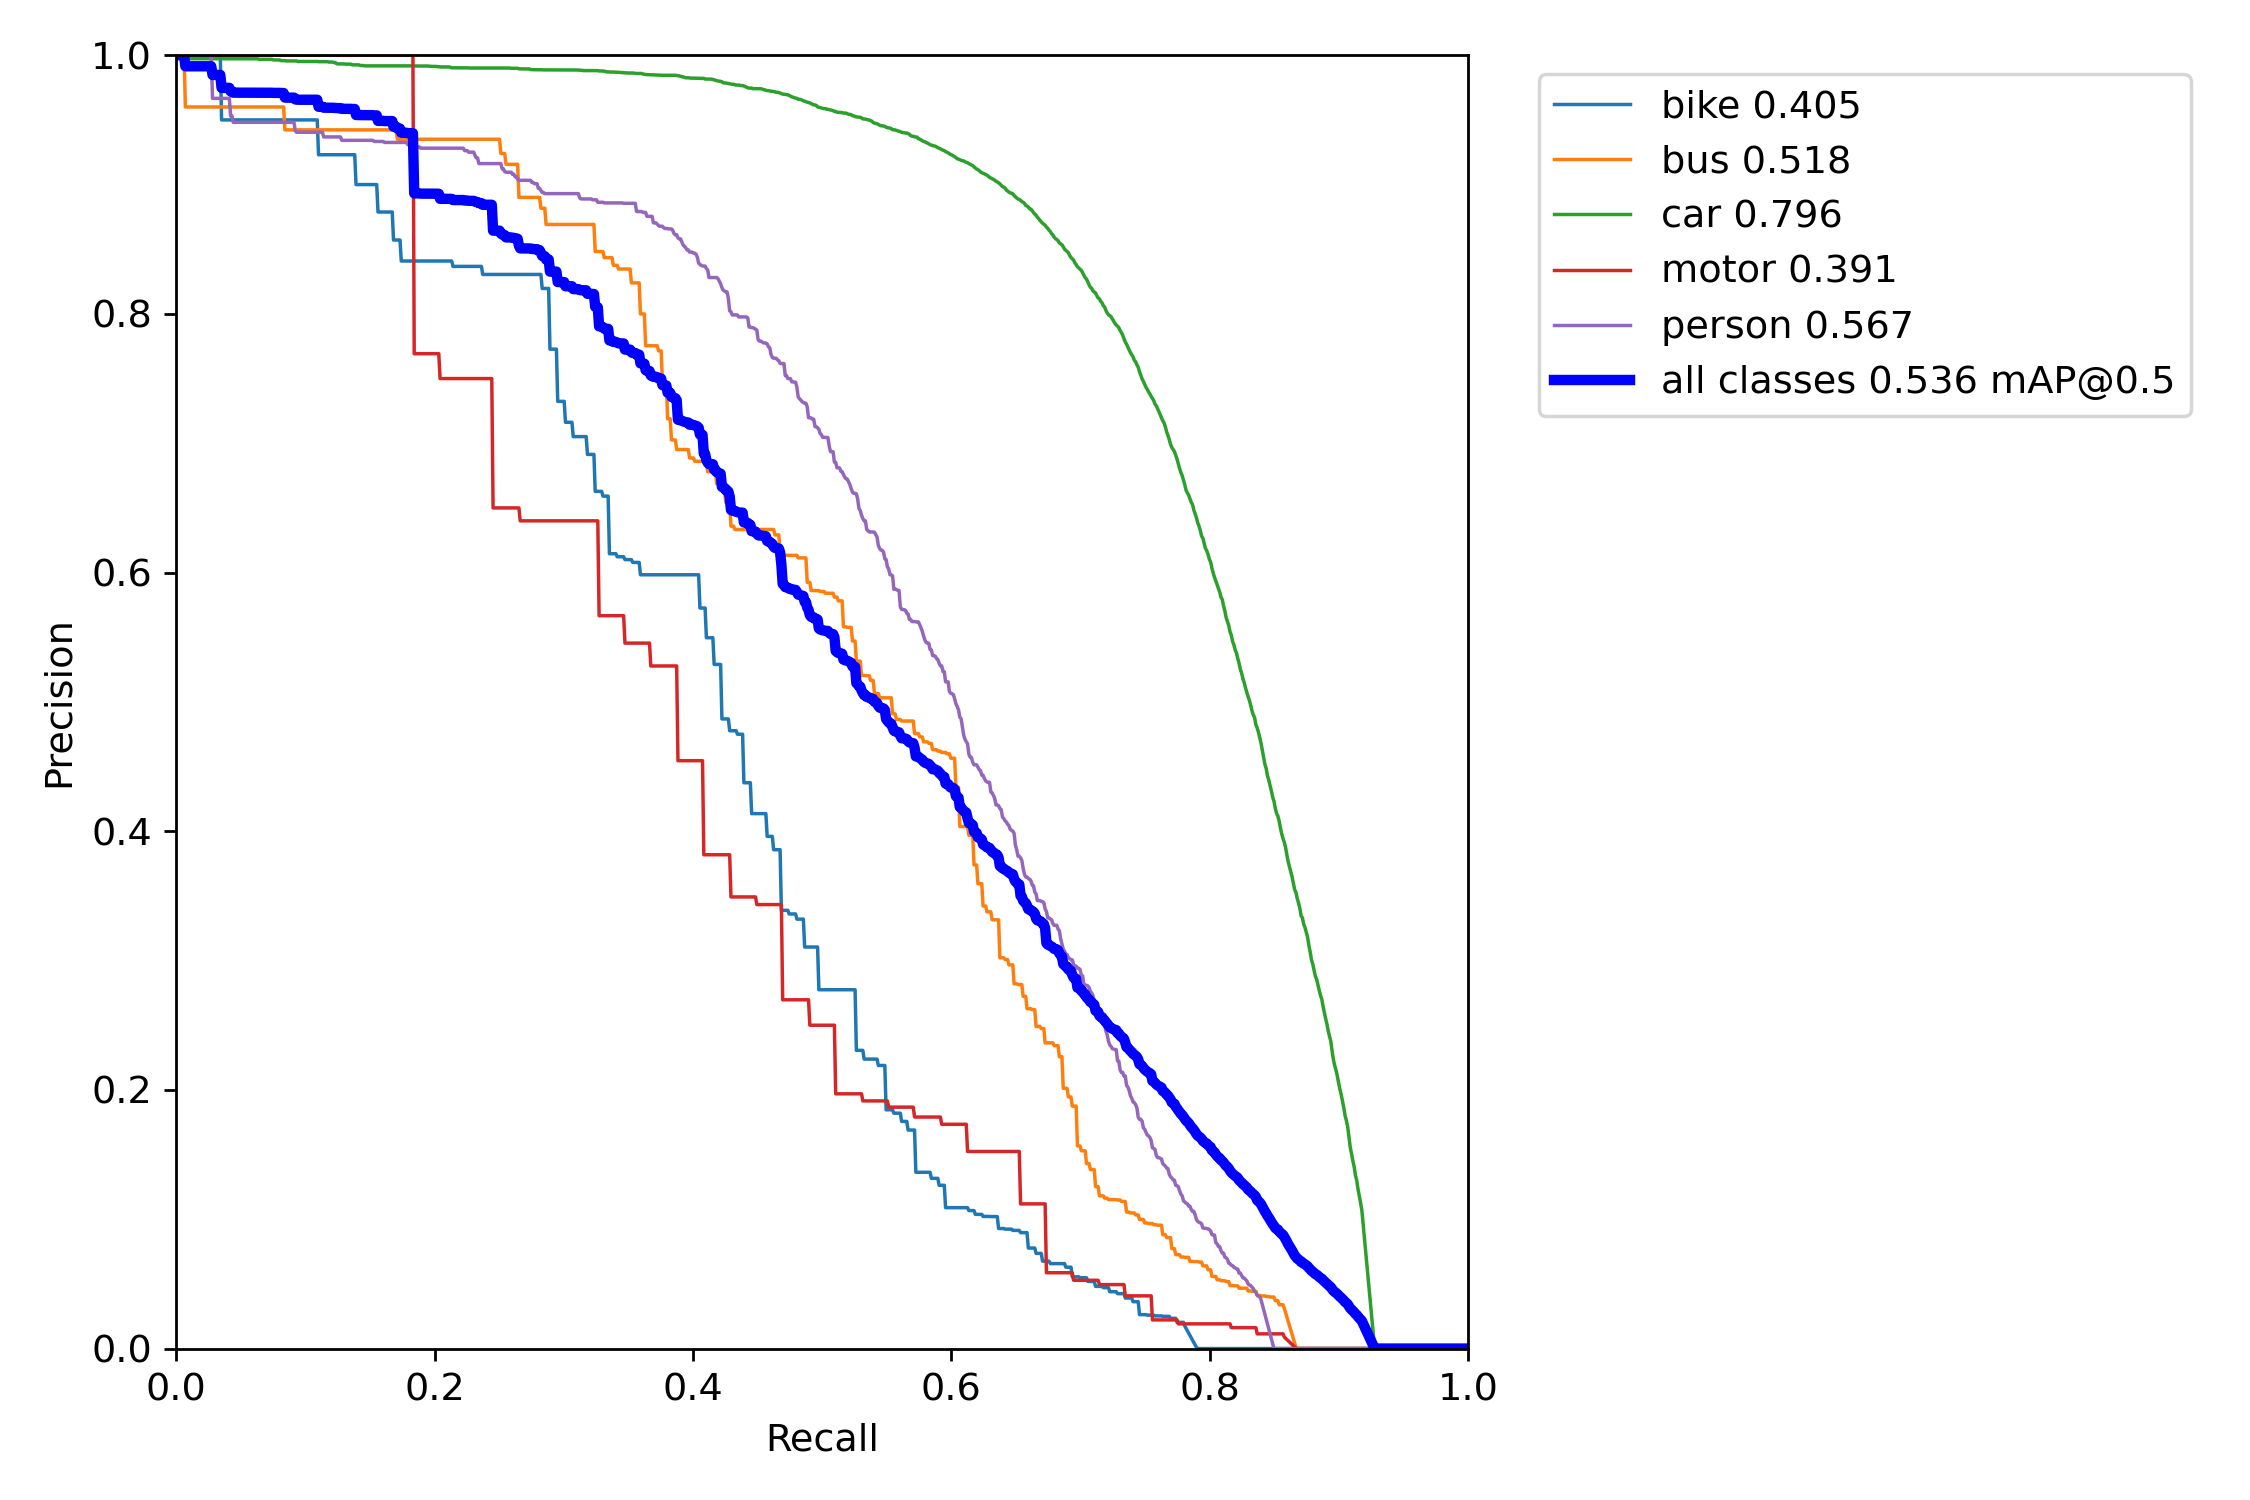 1.0
0.8
0.6
0.4
0.2
0.0
Precision
0.0 0.2 0.4 0.6 0.8 1.0
Recall
bike 0.405
bus 0.518
car 0.796
motor 0.391
person 0.567
all classes 0.536 mAP@0.5